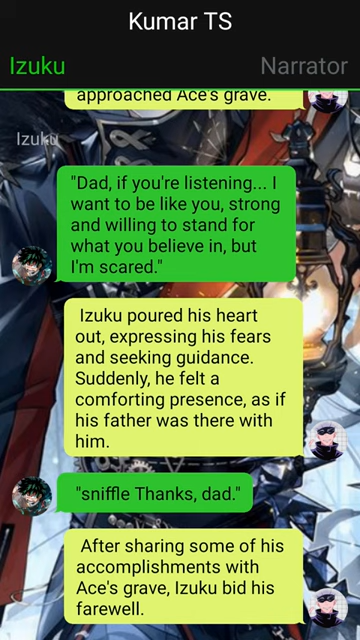 Kumar TS
Izuku
Narrator
approached Ace's grave.
Izuku
"Dad, if you're listening... I
want to be like you, strong
and willing to stand for
what you believe in, but
I'm scared."
Izuku poured his heart
out, expressing his fears
and seeking guidance.
Suddenly, he felt a
comforting presence, as if
his father was there with
him.
"sniffle Thanks, dad."
After sharing some of his
accomplishments with
Ace's grave, Izuku bid his
farewell.